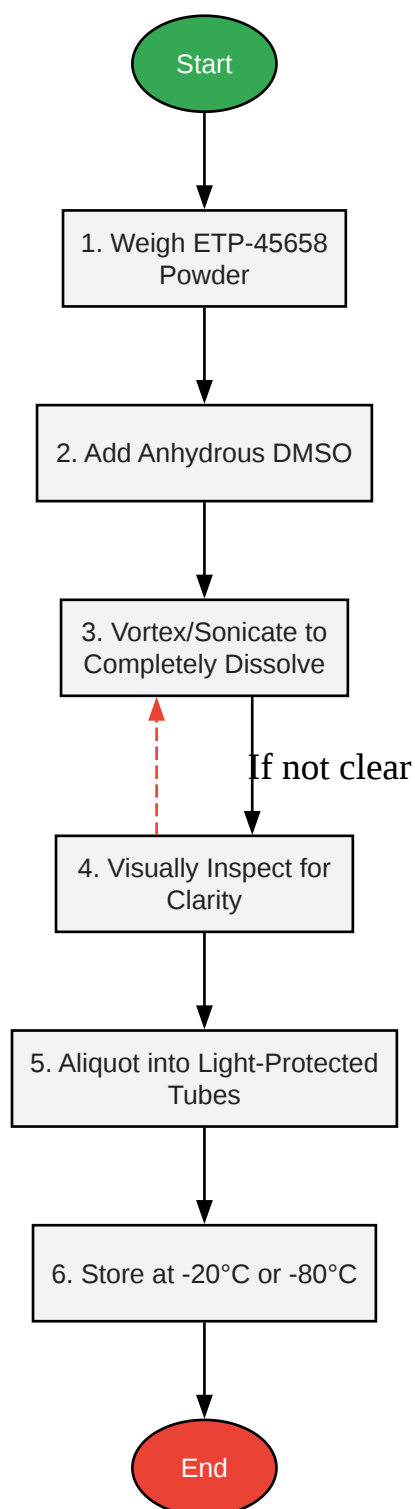 Start
1. Weigh ETP-45658
Powder
2. Add Anhydrous DMSO
3. Vortex/Sonicate to
Completely Dissolve
If not clear
4. Visually Inspect for
Clarity
5. Aliquot into Light-Protected
Tubes
6. Store at -20°C or -80°C
End